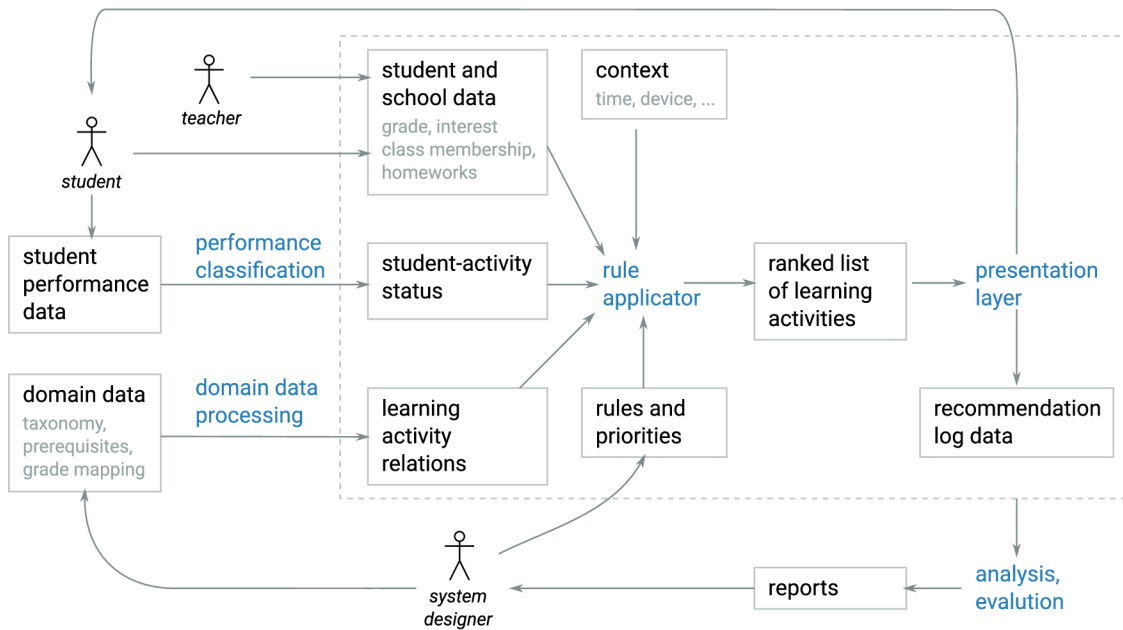 teacher
student
student and
school data
grade, interest
class membership,
homeworks
context
time, device, ...
student
performance
data
performance
classification
student-activity
status
rule
applicator
ranked list
of learning
activities
presentation
layer
domain data
taxonomy,
prerequisites,
grade mapping
domain data
processing
learning
activity
relations
rules and
priorities
recommendation
log data
system
designer
reports
analysis,
evalution